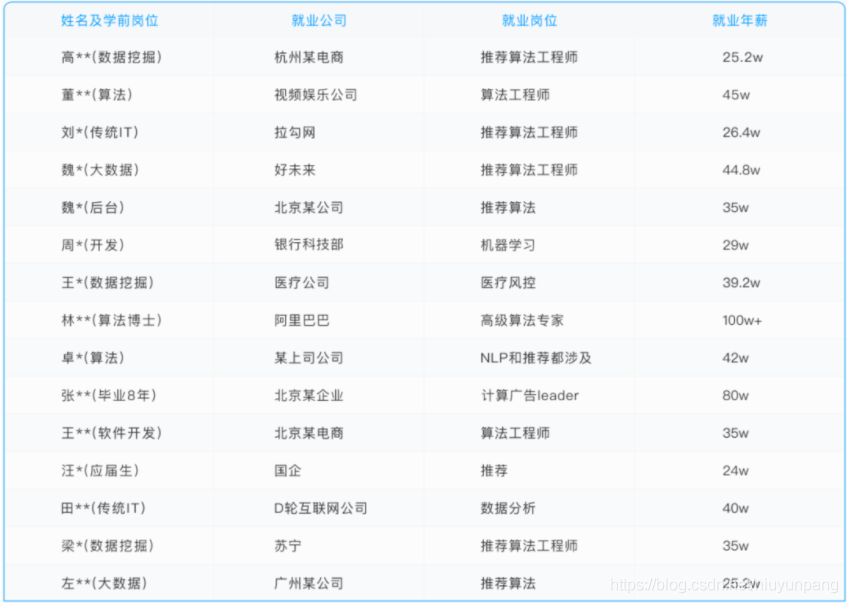 姓名及学前岗位 就业公司 就业岗位 就业年薪
高**(数据挖掘) 杭州某电商 推荐算法工程师 25.2w
董**(算法) 视频娱乐公司 算法工程师 45w
刘*(传统IT) 拉勾网 推荐算法工程师 26.4w
魏*(大数据) 好未来 推荐算法工程师 44.8w
魏*(后台) 北京某公司 推荐算法 35w
周*(开发) 银行科技部 机器学习 29w
王*(数据挖掘) 医疗公司 医疗风控 39.2w
林**(算法博士) 阿里巴巴 高级算法专家 100w+
卓*(算法) 某上司公司 NLP和推荐都涉及 42w
张**(毕业8年) 北京某企业 计算广告leader 80w
王**(软件开发) 北京某电商 算法工程师 35w
汪*(应届生) 国企 推荐 24w
田**(传统IT) D轮互联网公司 数据分析 40w
梁*(数据挖掘) 苏宁 推荐算法工程师 35w
左**(大数据) 广州某公司 推荐算法 25.2w